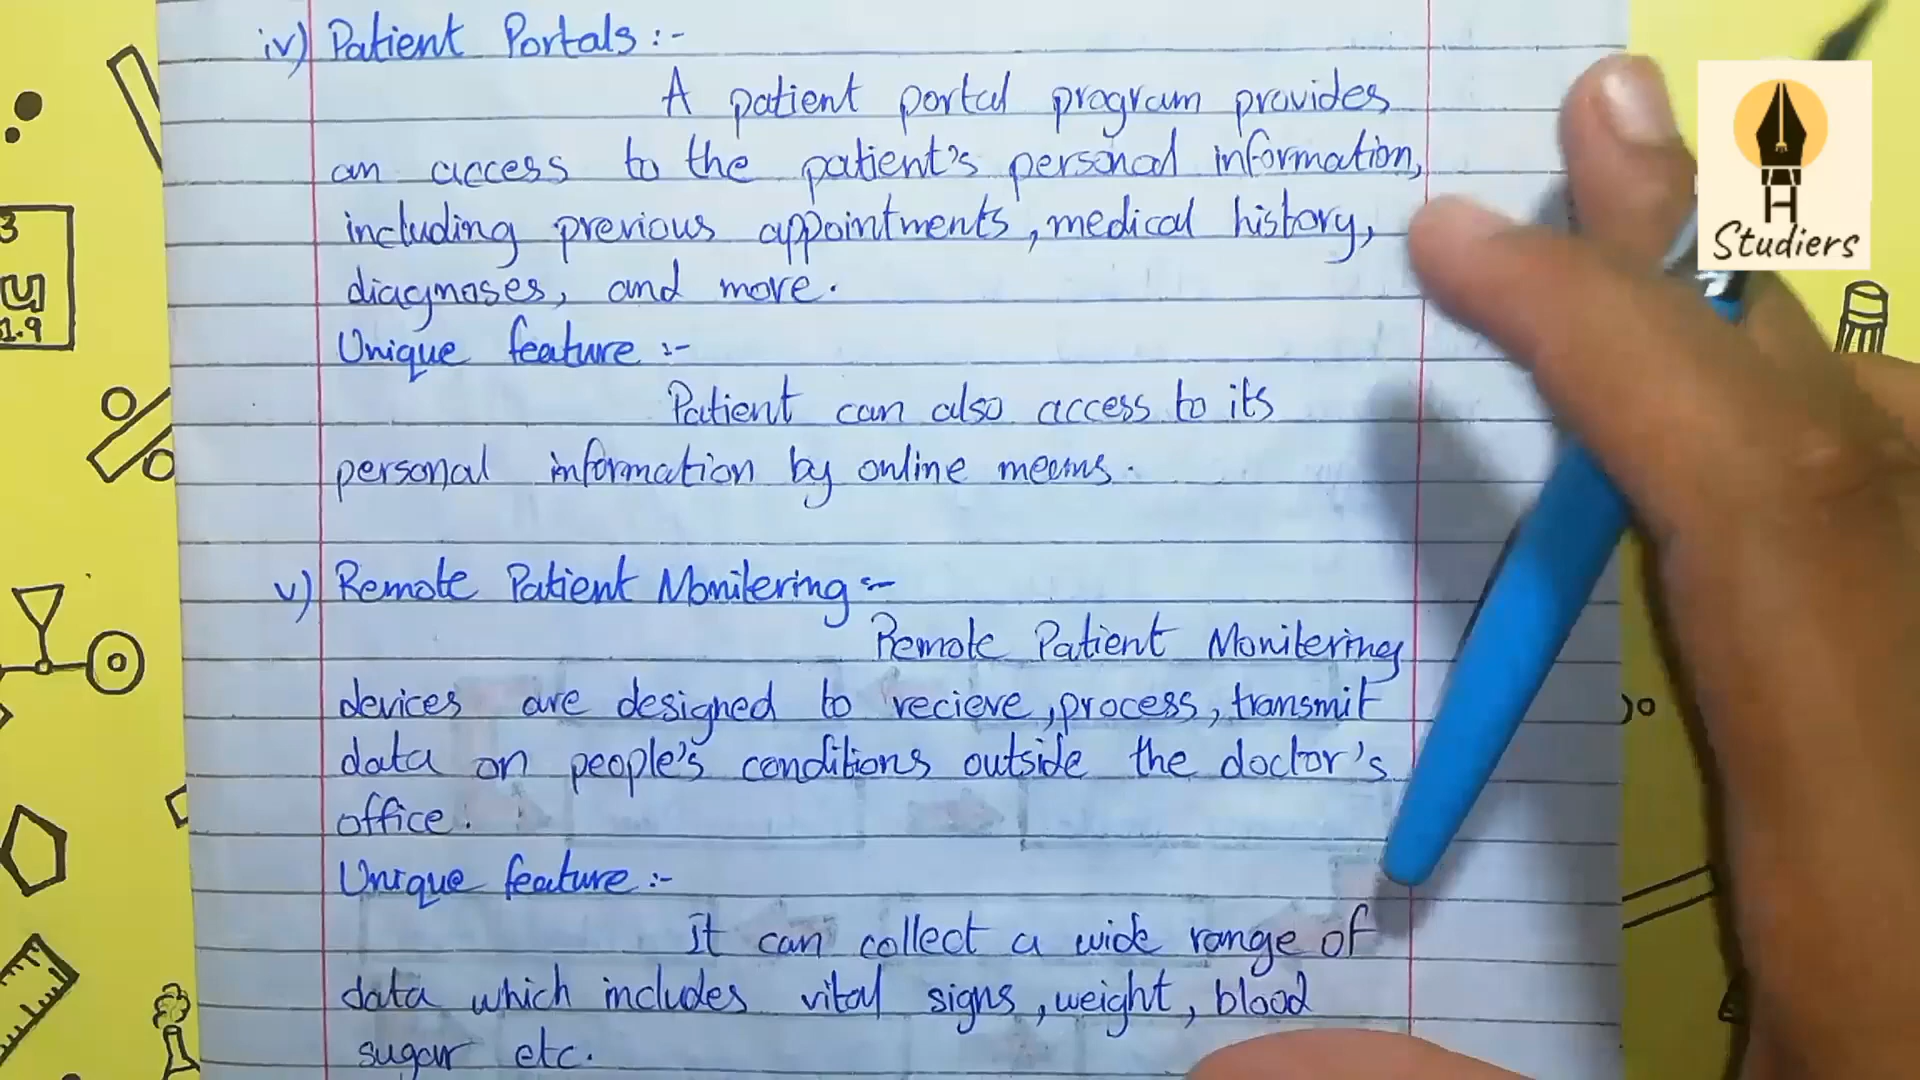 iv) Patient Portals :-
A patient portal program provides
an access to the patient's personal information,
including previous appointments, medical history,
diagnoses, and more.
Unique feature :-
Patient can also access to its
personal information by online means.
v) Remote Patient Monitering :-
Remote Patient Monitering
devices are designed to recieve, process, transmit
data on people's conditions outside the doctor's
office.
Unique feature :-
It can collect a wide range of
data which includes vital signs, weight, blood
sugar etc.
Studiers
3
u
1.9